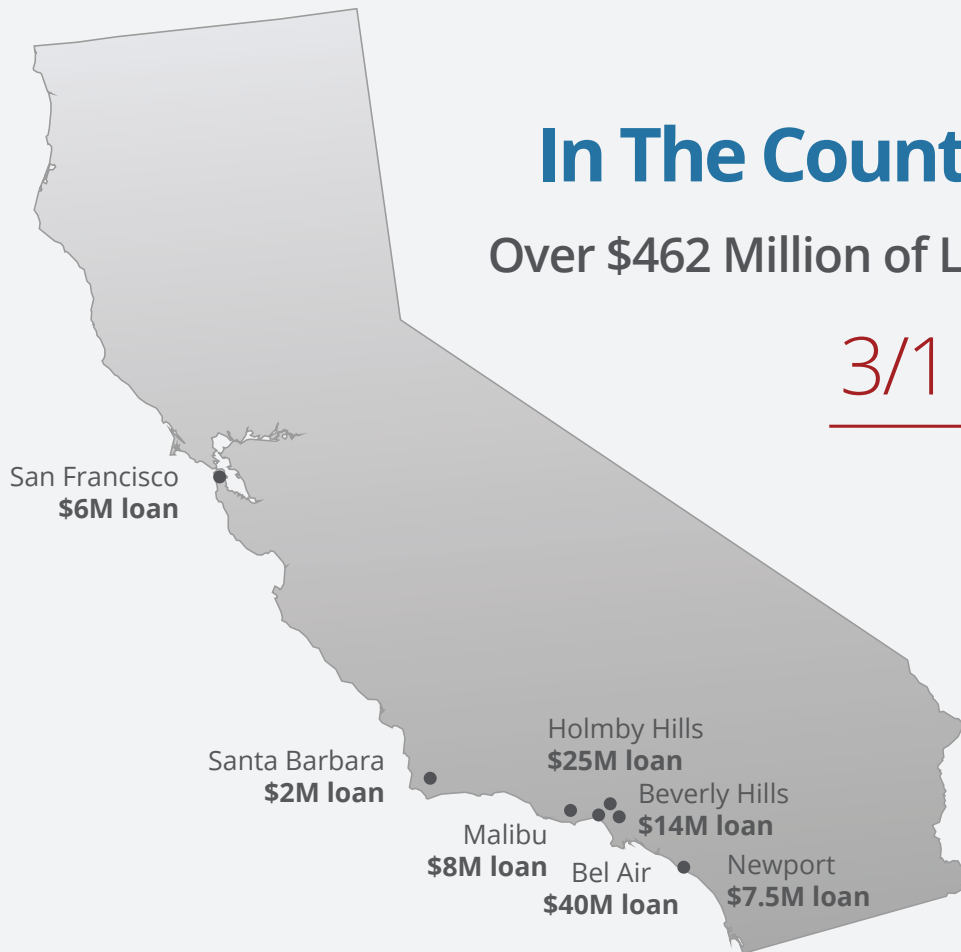 In The Count
Over $462 Million of L
3/1
San Francisco
$6M loan
Santa Barbara
$2M loan
Holmby Hills
$25M loan
Beverly Hills
$14M loan
Malibu
$8M loan
Bel Air
$40M loan
Newport
$7.5M loan